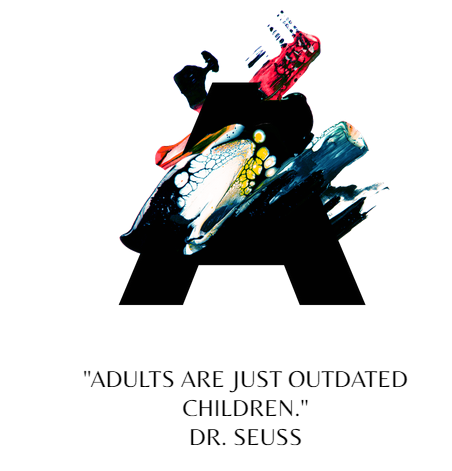 A
"ADULTS ARE JUST OUTDATED
CHILDREN."
DR. SEUSS